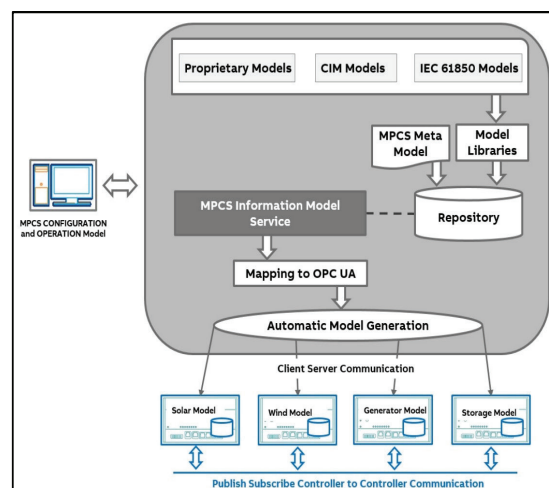 Proprietary Models
CIM Models
IEC 61850 Models
MPCS Meta
Model
Model
Libraries
MPCS CONFIGURATION
and OPERATION Model
MPCS Information Model
Service
Repository
Mapping to OPC UA
Automatic Model Generation
Client Server Communication
Solar Model
Wind Model
Generator Model
Storage Model
Publish Subscribe Controller to Controller Communication